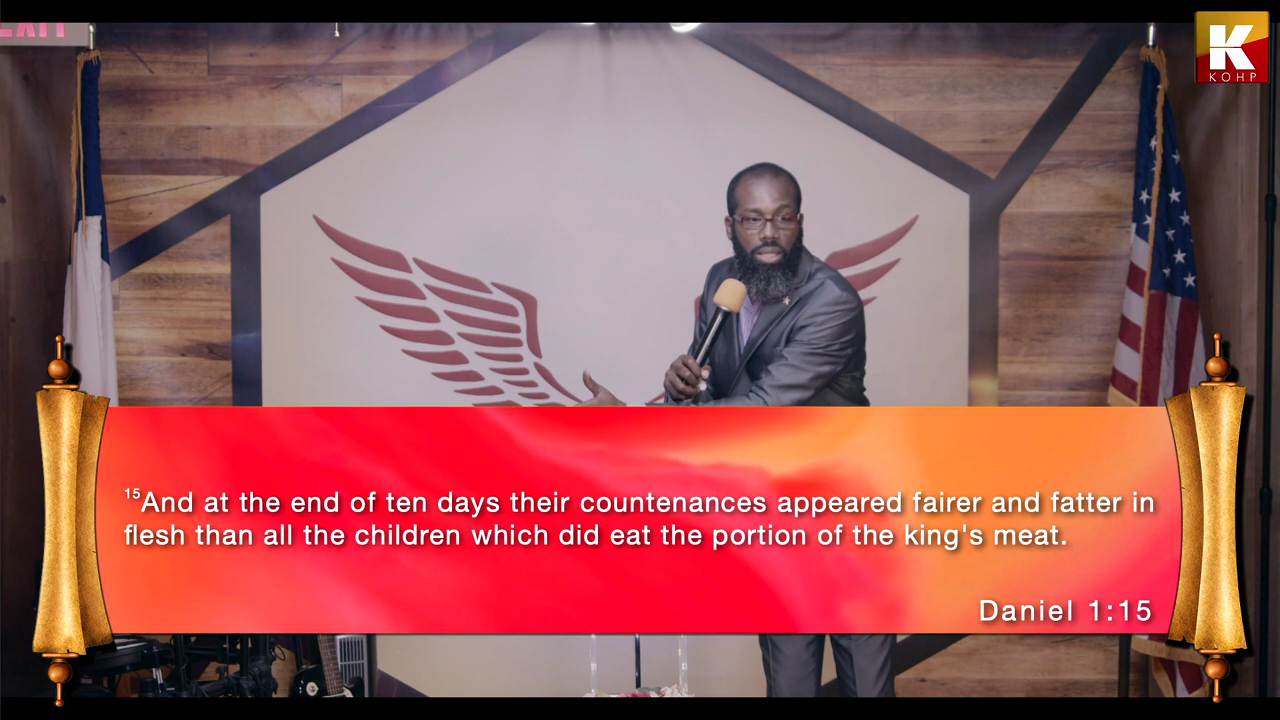 EXIT
K
KOHP
15And at the end of ten days their countenances appeared fairer and fatter in
flesh than all the children which did eat the portion of the king's meat.
Daniel 1:15